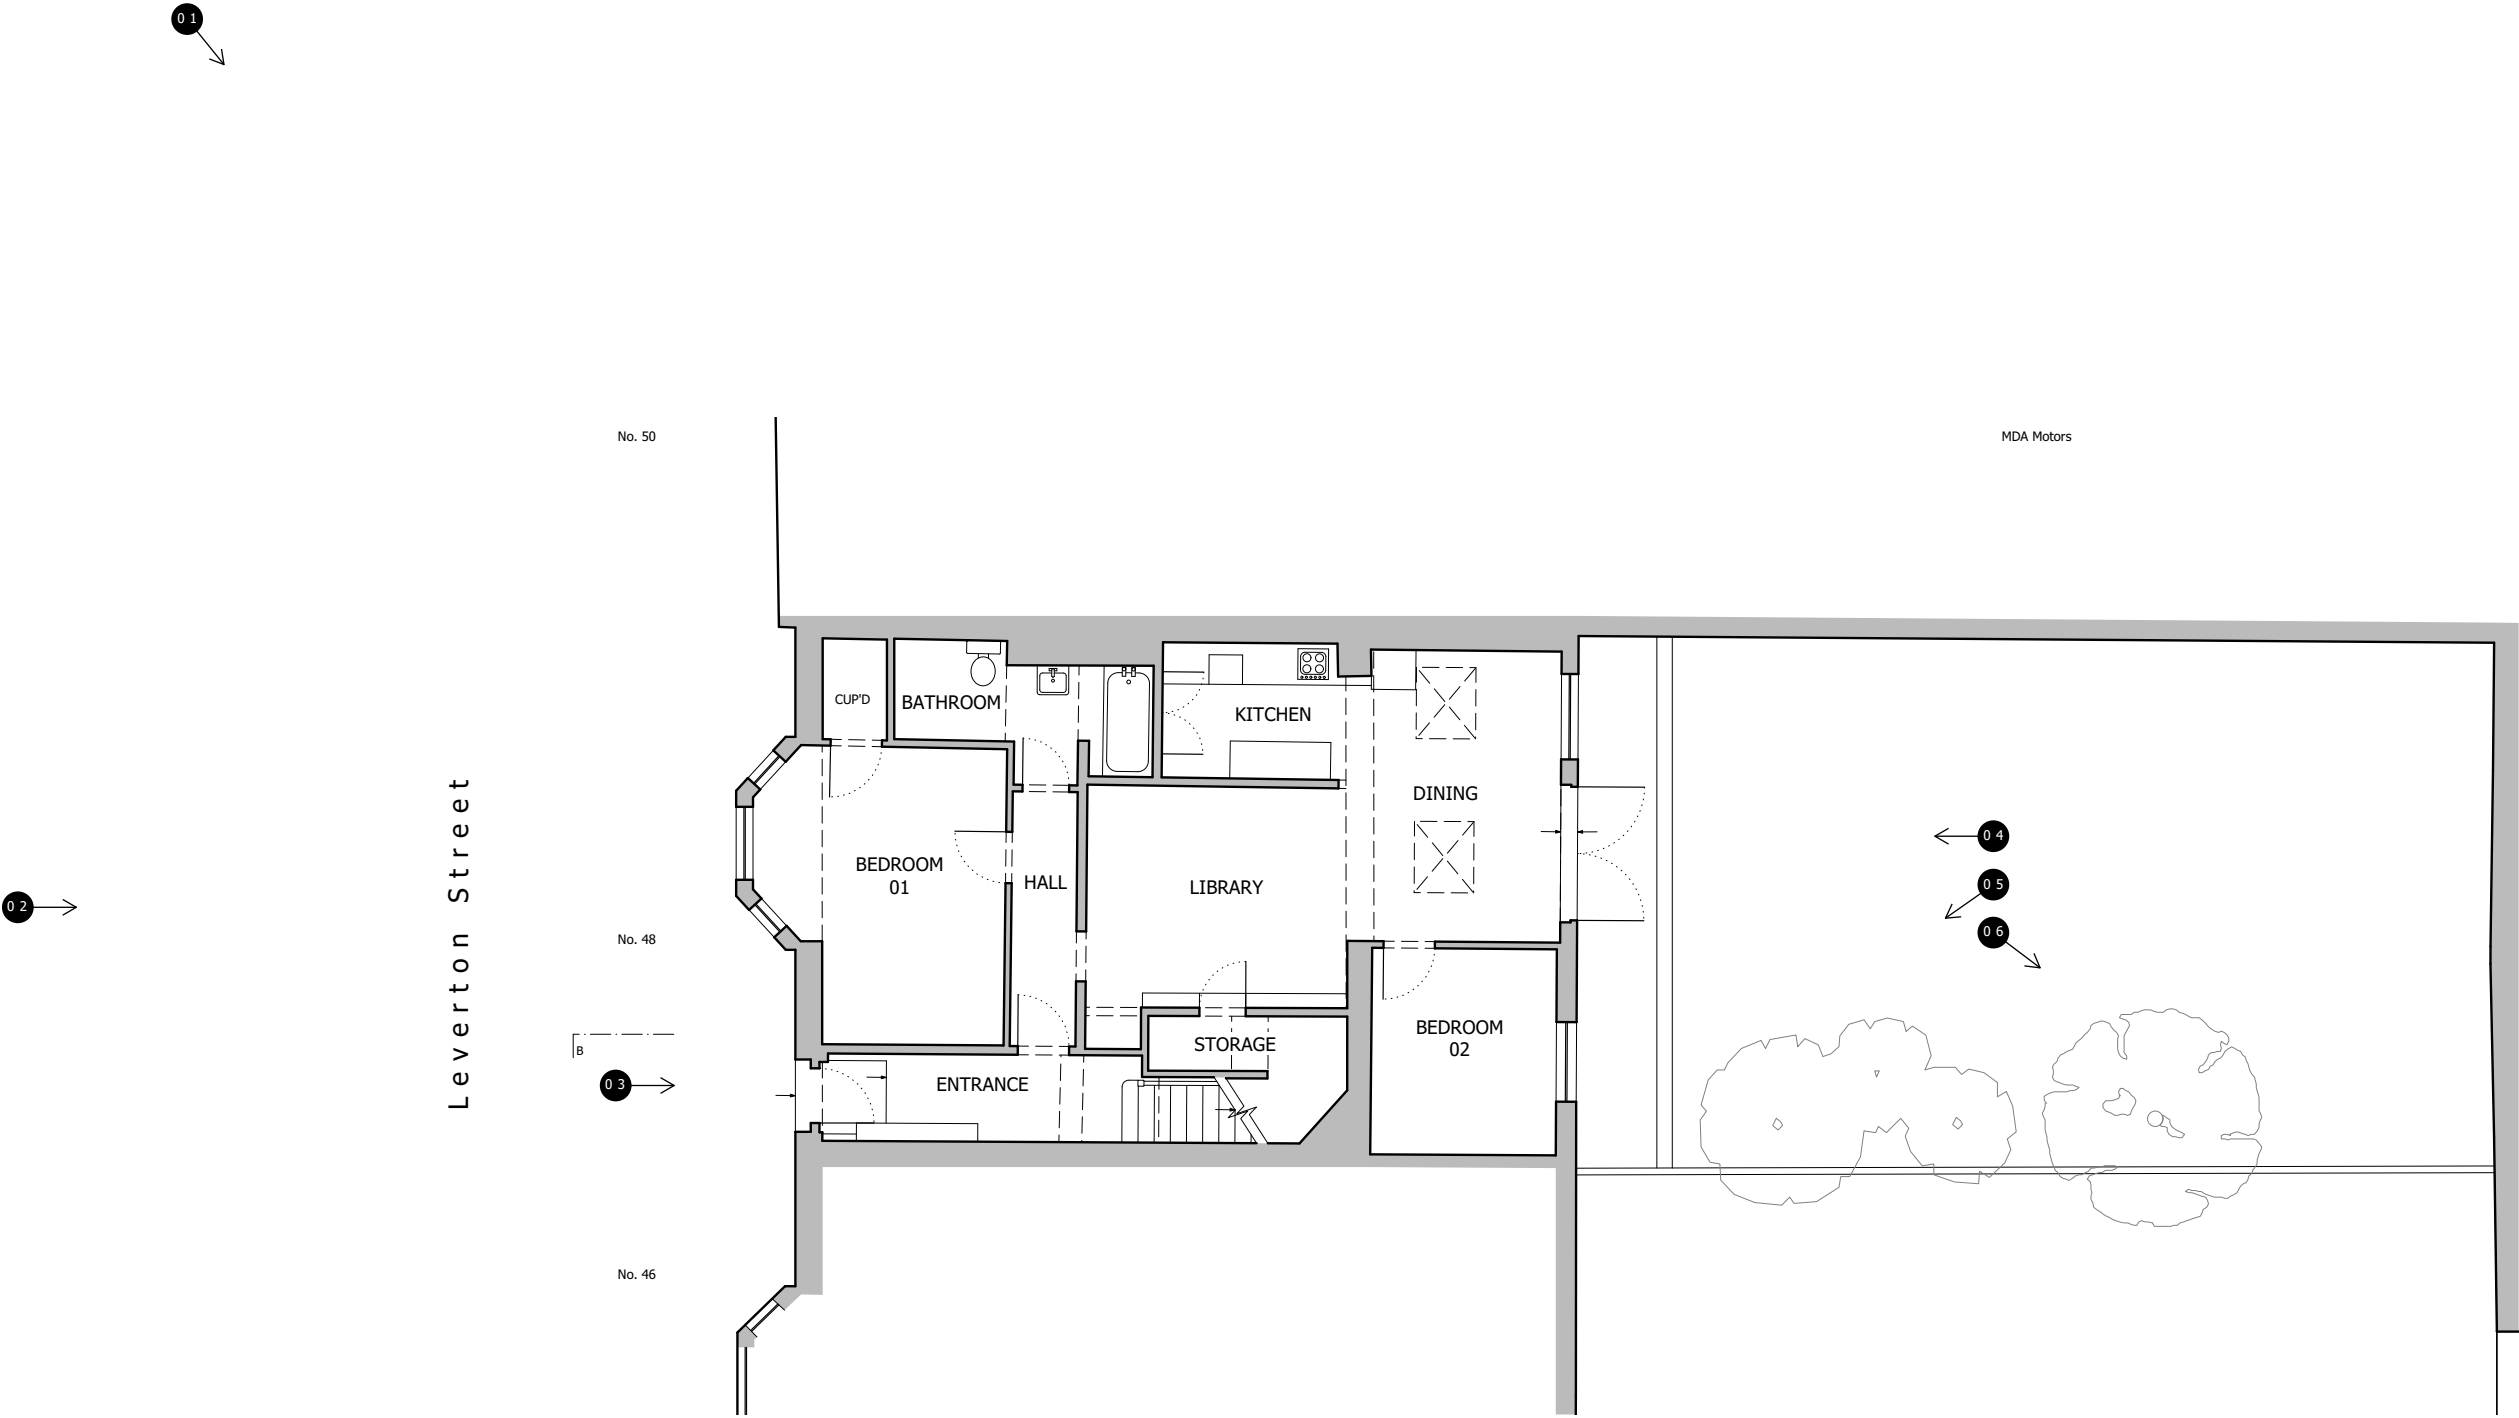 0 1
No. 50
MDA Motors
CUP'D
BATHROOM
KITCHEN
DINING
BEDROOM
01
HALL
LIBRARY
0 4
0 5
0 6
0 2
Leverton Street
No. 48
B
0 3
ENTRANCE
STORAGE
BEDROOM
02
No. 46